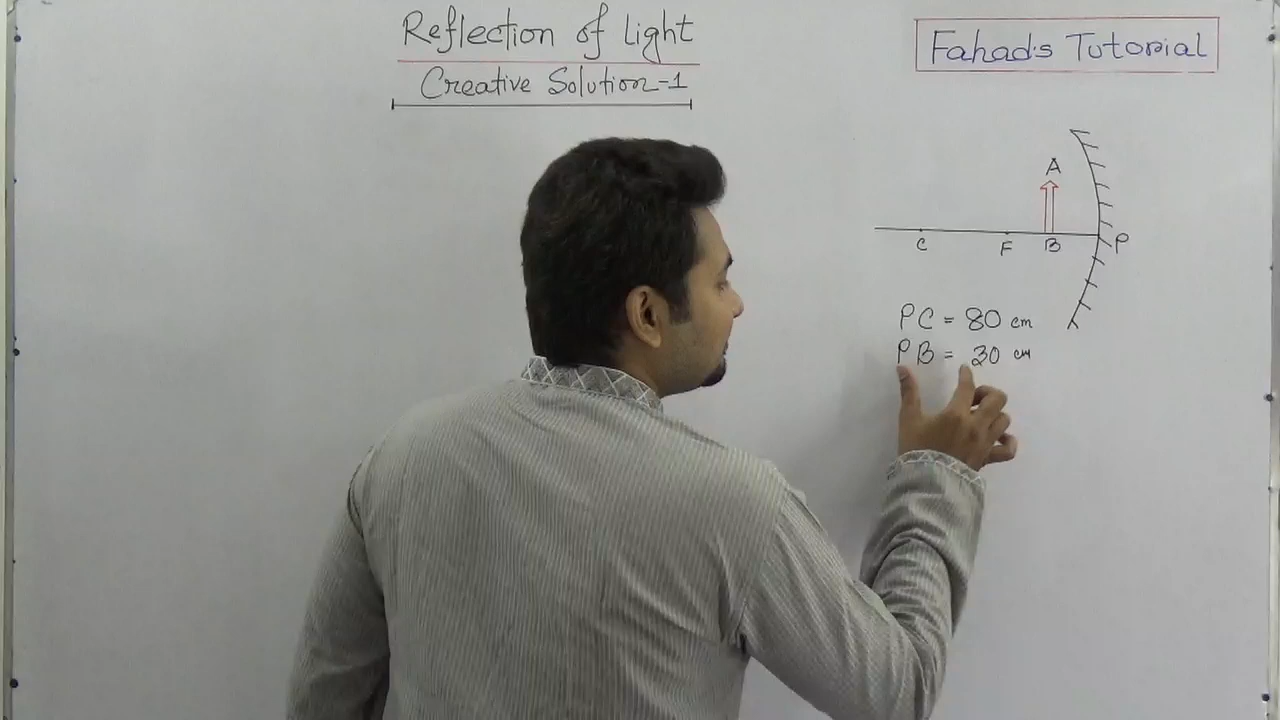 Reflection of light
Creative Solution-1
Fahad's Tutorial
A
C F B P
PC = 80 cm
PB = 30 cm